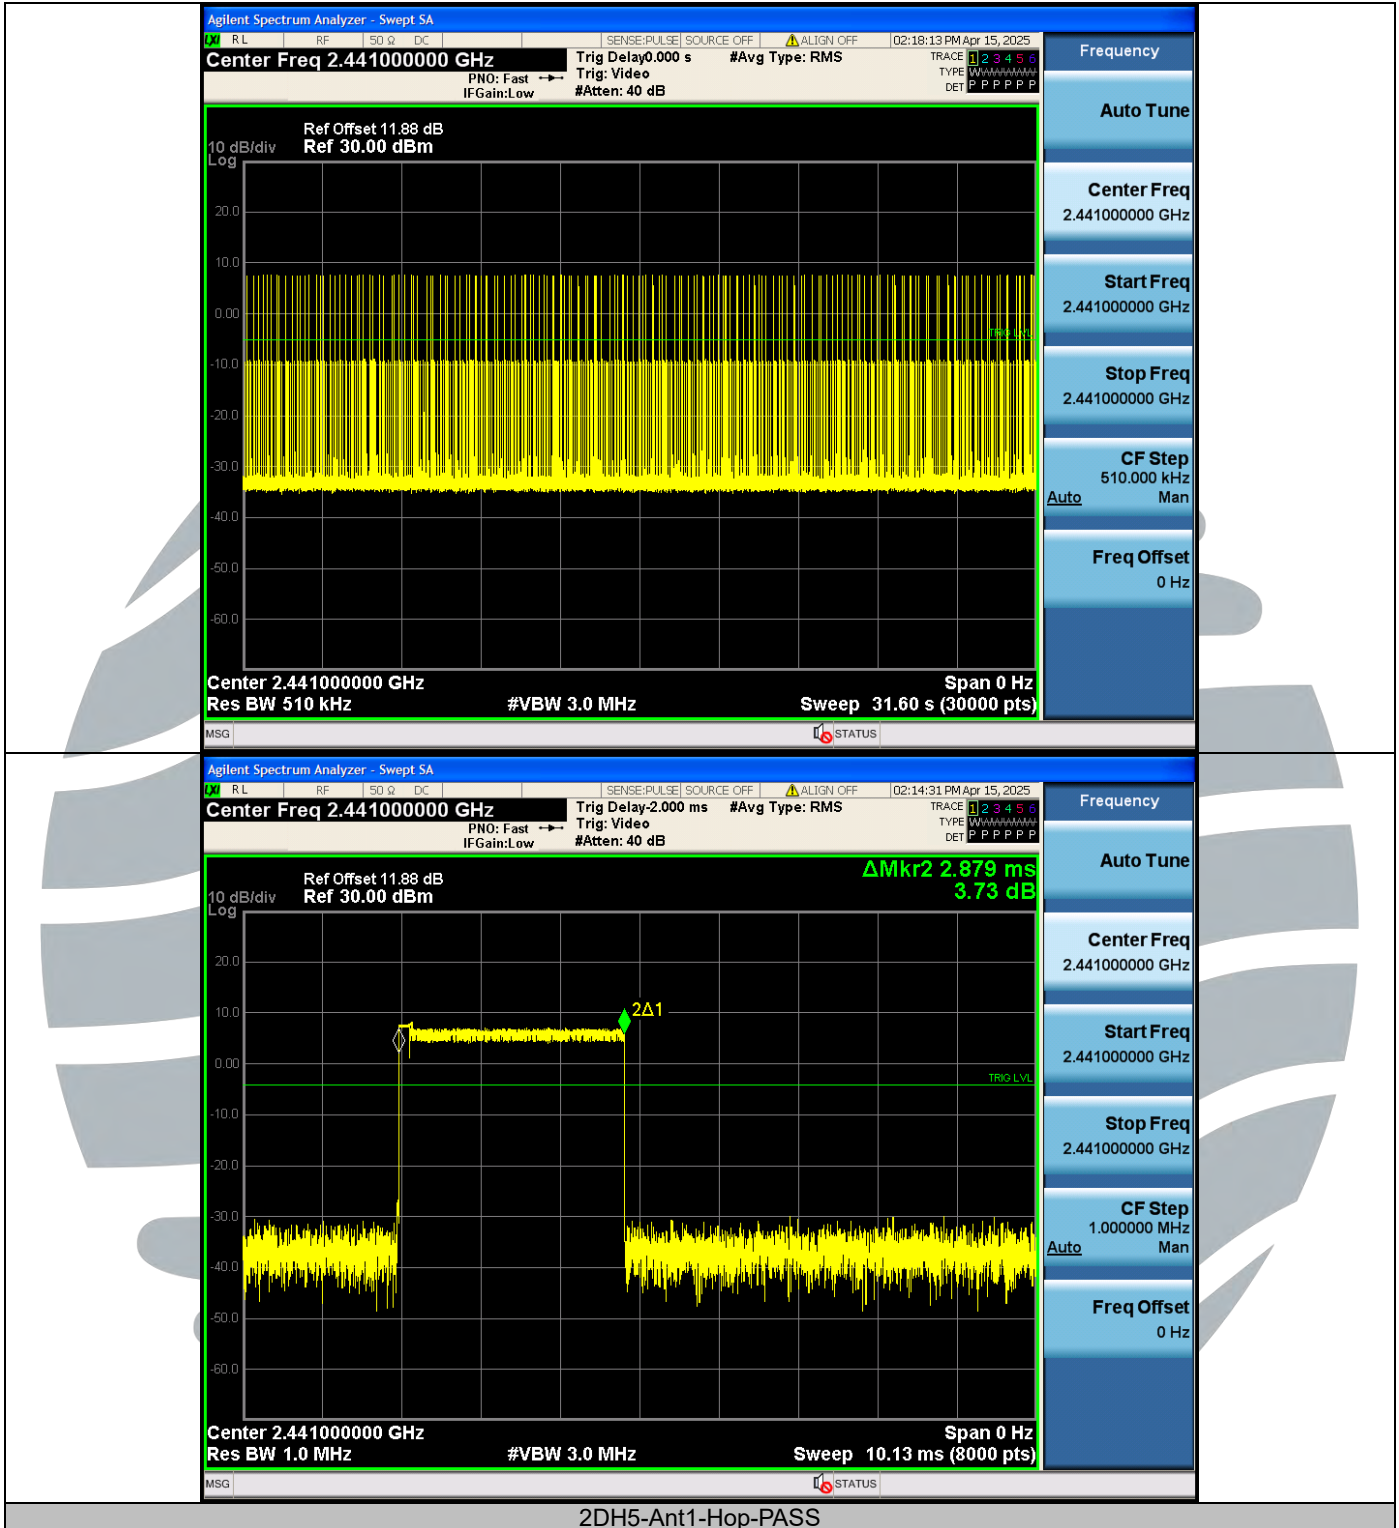 Agilent Spectrum Analyzer - Swept SA
LXI RL RF 50 Ω DC SENSE:PULSE SOURCE OFF ALIGN OFF 02:18:13 PM Apr 15, 2025
Center Freq 2.441000000 GHz
PNO: Fast
IFGain:Low
Trig Delay0.000 s #Avg Type: RMS
Trig: Video
#Atten: 40 dB
TRACE 1 2 3 4 5 6
TYPE WWWWWW
DET P P P P P P
Frequency
Auto Tune
Ref Offset 11.88 dB
10 dB/div Ref 30.00 dBm
Log
20.0
10.0
0.00
-10.0
-20.0
-30.0
-40.0
-50.0
-60.0
TRIG LVL
Center Freq
2.441000000 GHz
Start Freq
2.441000000 GHz
Stop Freq
2.441000000 GHz
CF Step
510.000 kHz
Auto Man
Freq Offset
0 Hz
Center 2.441000000 GHz Span 0 Hz
Res BW 510 kHz #VBW 3.0 MHz Sweep 31.60 s (30000 pts)
MSG STATUS
Agilent Spectrum Analyzer - Swept SA
LXI RL RF 50 Ω DC SENSE:PULSE SOURCE OFF ALIGN OFF 02:14:31 PM Apr 15, 2025
Center Freq 2.441000000 GHz
PNO: Fast
IFGain:Low
Trig Delay-2.000 ms #Avg Type: RMS
Trig: Video
#Atten: 40 dB
TRACE 1 2 3 4 5 6
TYPE WWWWWW
DET P P P P P P
Frequency
Auto Tune
ΔMkr2 2.879 ms
3.73 dB
Ref Offset 11.88 dB
10 dB/div Ref 30.00 dBm
Log
20.0
10.0
0.00
-10.0
-20.0
-30.0
-40.0
-50.0
-60.0
2Δ1
TRIG LVL
Center Freq
2.441000000 GHz
Start Freq
2.441000000 GHz
Stop Freq
2.441000000 GHz
CF Step
1.000000 MHz
Auto Man
Freq Offset
0 Hz
Center 2.441000000 GHz Span 0 Hz
Res BW 1.0 MHz #VBW 3.0 MHz Sweep 10.13 ms (8000 pts)
MSG STATUS
2DH5-Ant1-Hop-PASS